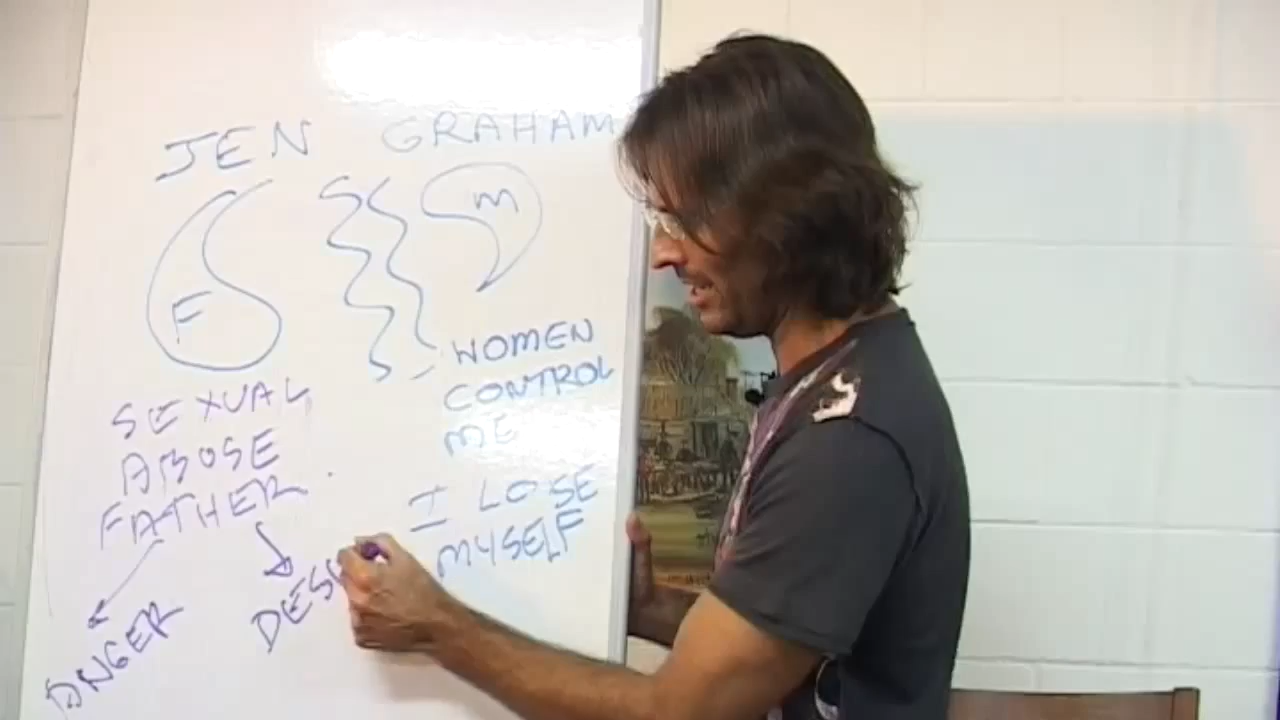 JEN GRAHAM
F
M
WOMEN
CONTROL
ME
SEXUAL
ABUSE
FATHER
I LOSE
MYSELF
ANGER